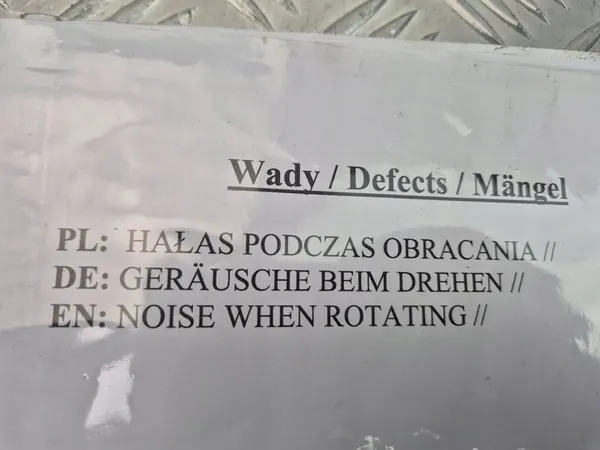 Wady / Defects / Mängel
PL: HAŁAS PODCZAS OBRACANIA //
DE: GERÄUSCHE BEIM DREHEN //
EN: NOISE WHEN ROTATING //